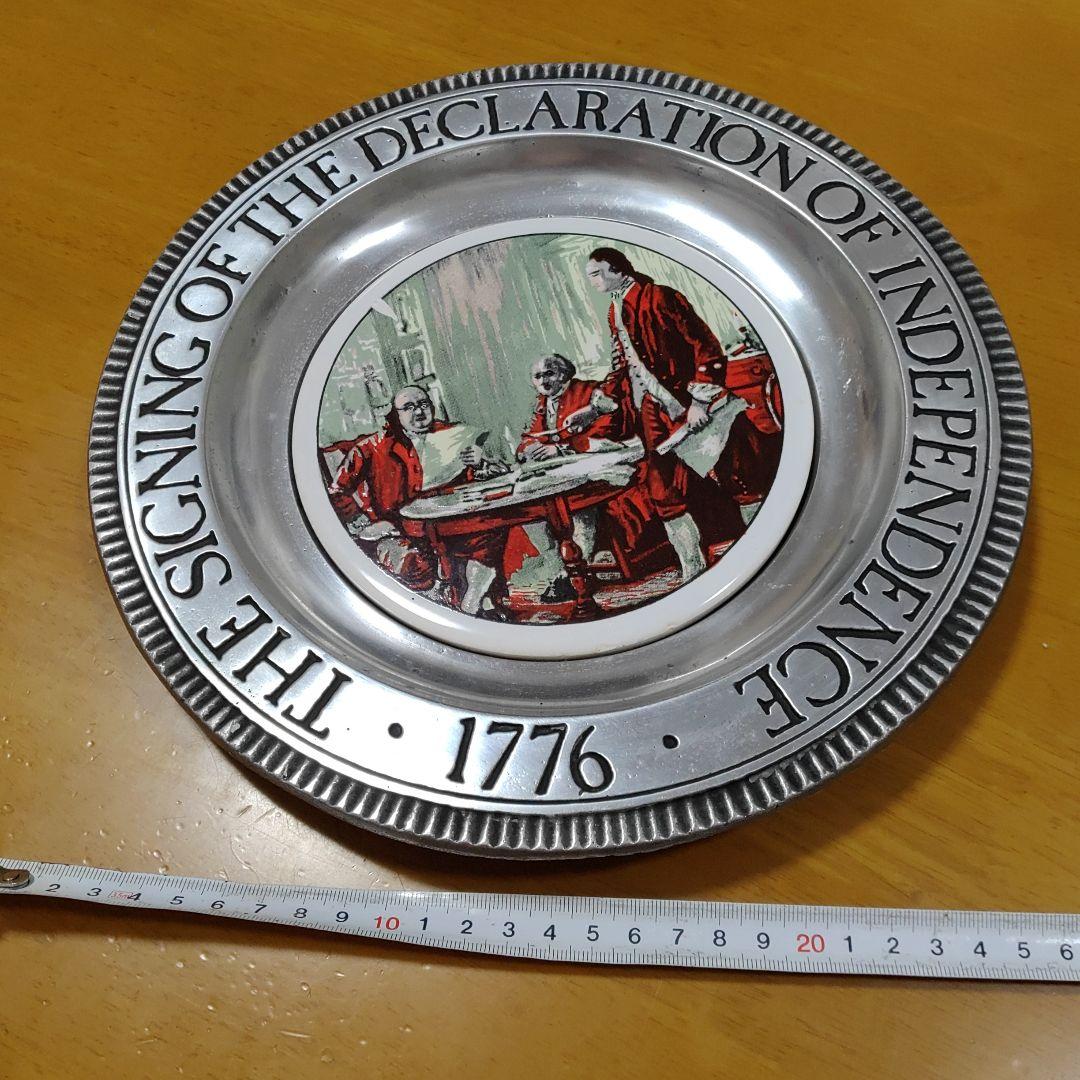 THE SIGNING OF THE DECLARATION OF INDEPENDENCE
· 1776 ·
2 3 4 5 6 7 8 9 10 1 2 3 4 5 6 7 8 9 20 1 2 3 4 5 6